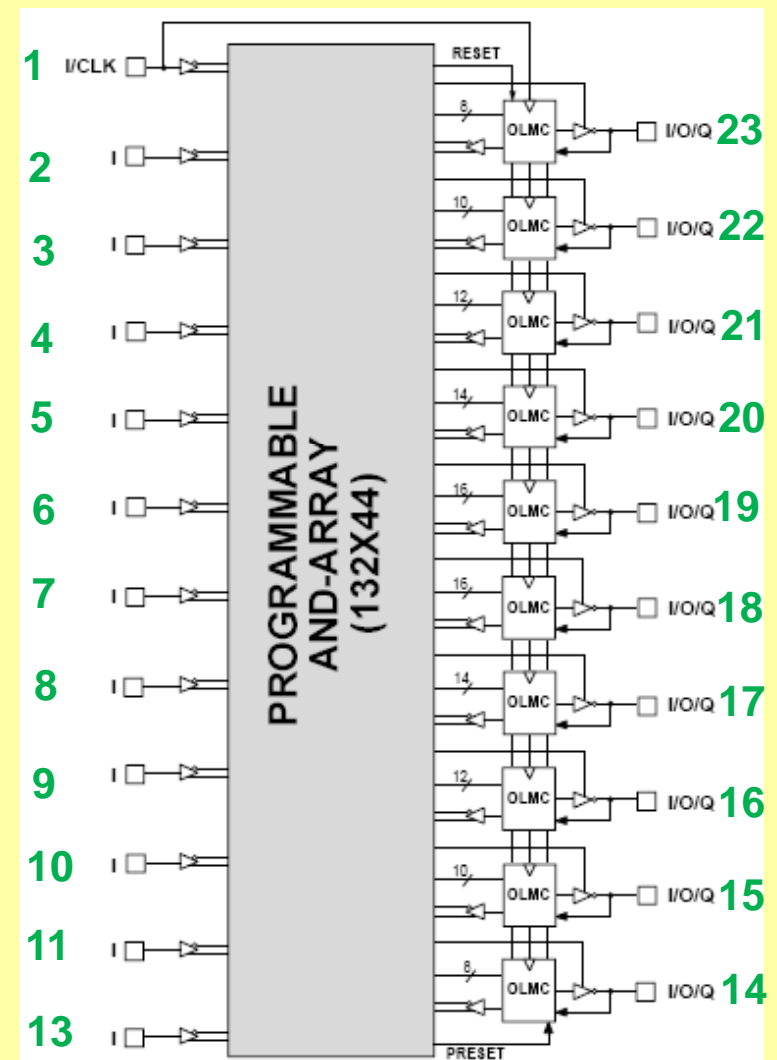 1 I/CLK
2 I
3 I
4 I
5 I
6 I
7 I
8 I
9 I
10 I
11 I
13 I
PROGRAMMABLE
AND-ARRAY
(132X44)
RESET
8 OLMC I/O/Q 23
10 OLMC I/O/Q 22
12 OLMC I/O/Q 21
14 OLMC I/O/Q 20
16 OLMC I/O/Q 19
16 OLMC I/O/Q 18
14 OLMC I/O/Q 17
12 OLMC I/O/Q 16
10 OLMC I/O/Q 15
8 OLMC I/O/Q 14
PRESET